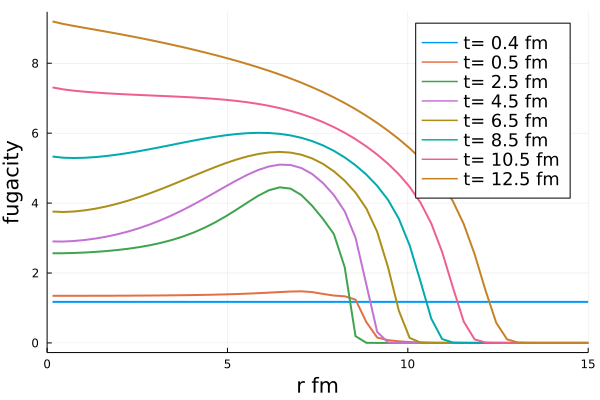 fugacity
8
6
4
2
0
0
5
10
15
r fm
t= 0.4 fm
t= 0.5 fm
t= 2.5 fm
t= 4.5 fm
t= 6.5 fm
t= 8.5 fm
t= 10.5 fm
t= 12.5 fm